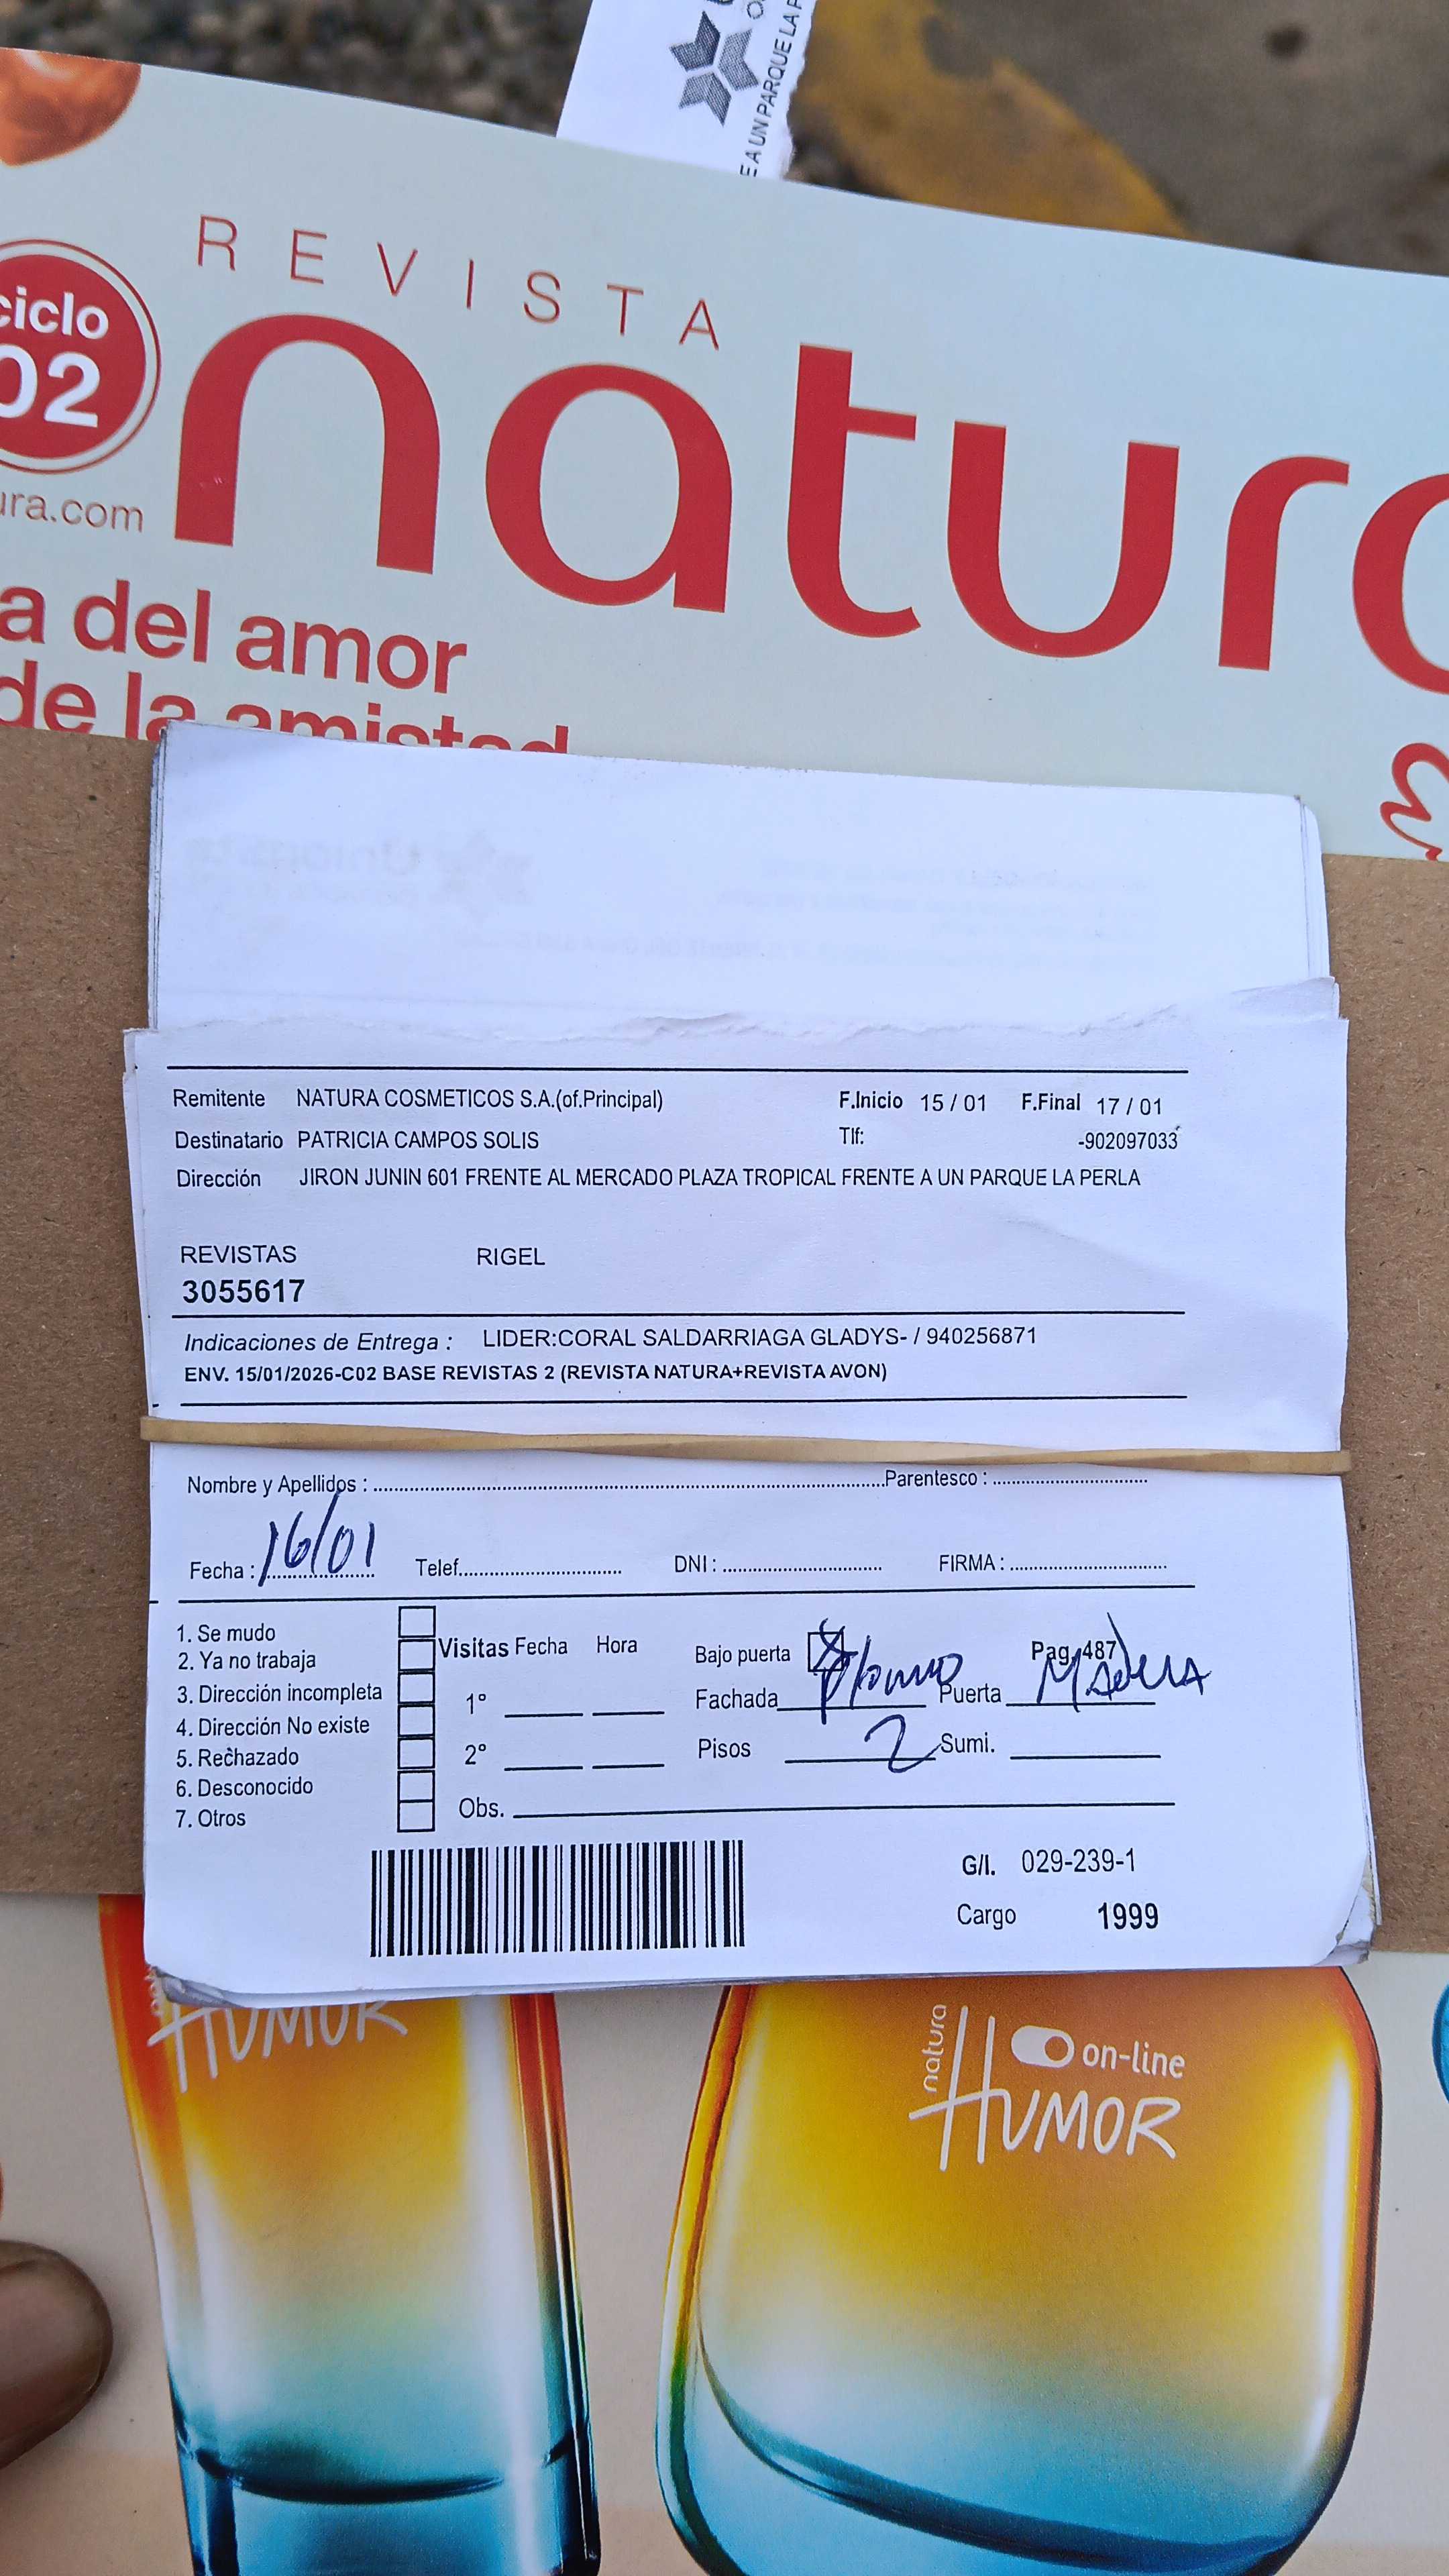 E A UN PARQUE LA P
REVISTA
ciclo
02
natura
ura.com
a del amor
de la amistad
Remitente NATURA COSMETICOS S.A.(of.Principal) F.Inicio 15 / 01 F.Final 17 / 01
Destinatario PATRICIA CAMPOS SOLIS Tlf: -902097033
Dirección JIRON JUNIN 601 FRENTE AL MERCADO PLAZA TROPICAL FRENTE A UN PARQUE LA PERLA
REVISTAS RIGEL
3055617
Indicaciones de Entrega : LIDER:CORAL SALDARRIAGA GLADYS- / 940256871
ENV. 15/01/2026-C02 BASE REVISTAS 2 (REVISTA NATURA+REVISTA AVON)
Nombre y Apellidos : Parentesco :
Fecha : 16/01 Telef. DNI : FIRMA :
1. Se mudo
2. Ya no trabaja
3. Dirección incompleta
4. Dirección No existe
5. Rechazado
6. Desconocido
7. Otros
Visitas Fecha Hora
1°
2°
Obs.
Bajo puerta Pag. 487
Fachada Puerta MADERA
Pisos 2 Sumi.
G/I. 029-239-1
Cargo 1999
HUMOR
natura
on-line
HUMOR